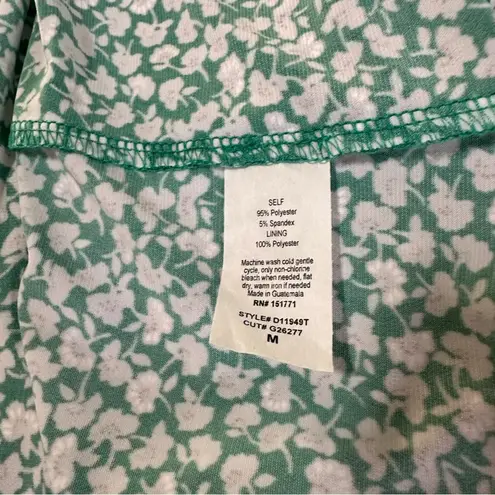 SELF
95% Polyester
5% Spandex
LINING
100% Polyester
Machine wash cold gentle
cycle, only non-chlorine
bleach when needed, flat
dry, warm iron if needed
Made in Guatemala
RN# 151771
STYLE# D11949T
CUT# G26277
M